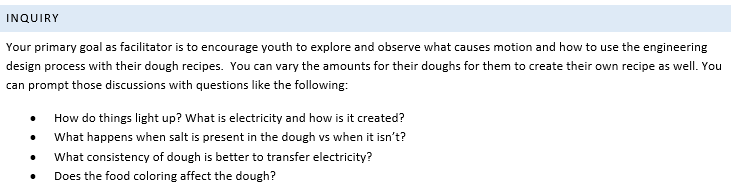 INQUIRY
Your primary goal as facilitator is to encourage youth to explore and observe what causes motion and how to use the engineering
design process with their dough recipes.  You can vary the amounts for their doughs for them to create their own recipe as well. You
can prompt those discussions with questions like the following:
• How do things light up? What is electricity and how is it created?
• What happens when salt is present in the dough vs when it isn't?
• What consistency of dough is better to transfer electricity?
• Does the food coloring affect the dough?